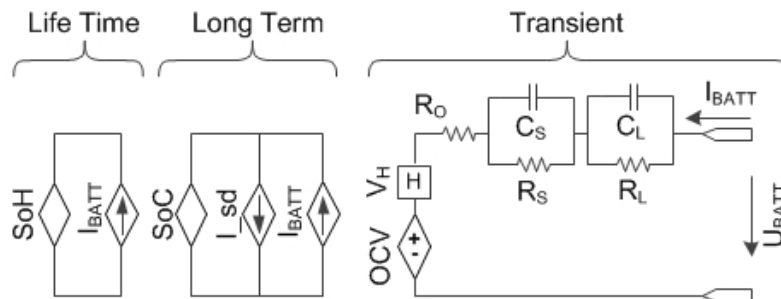 Life Time Long Term Transient
SoH
I_BATT
SoC
I_sd
I_BATT
R_O
C_S
R_S
C_L
R_L
I_BATT
V_H
H
OCV
+
-
U_BATT